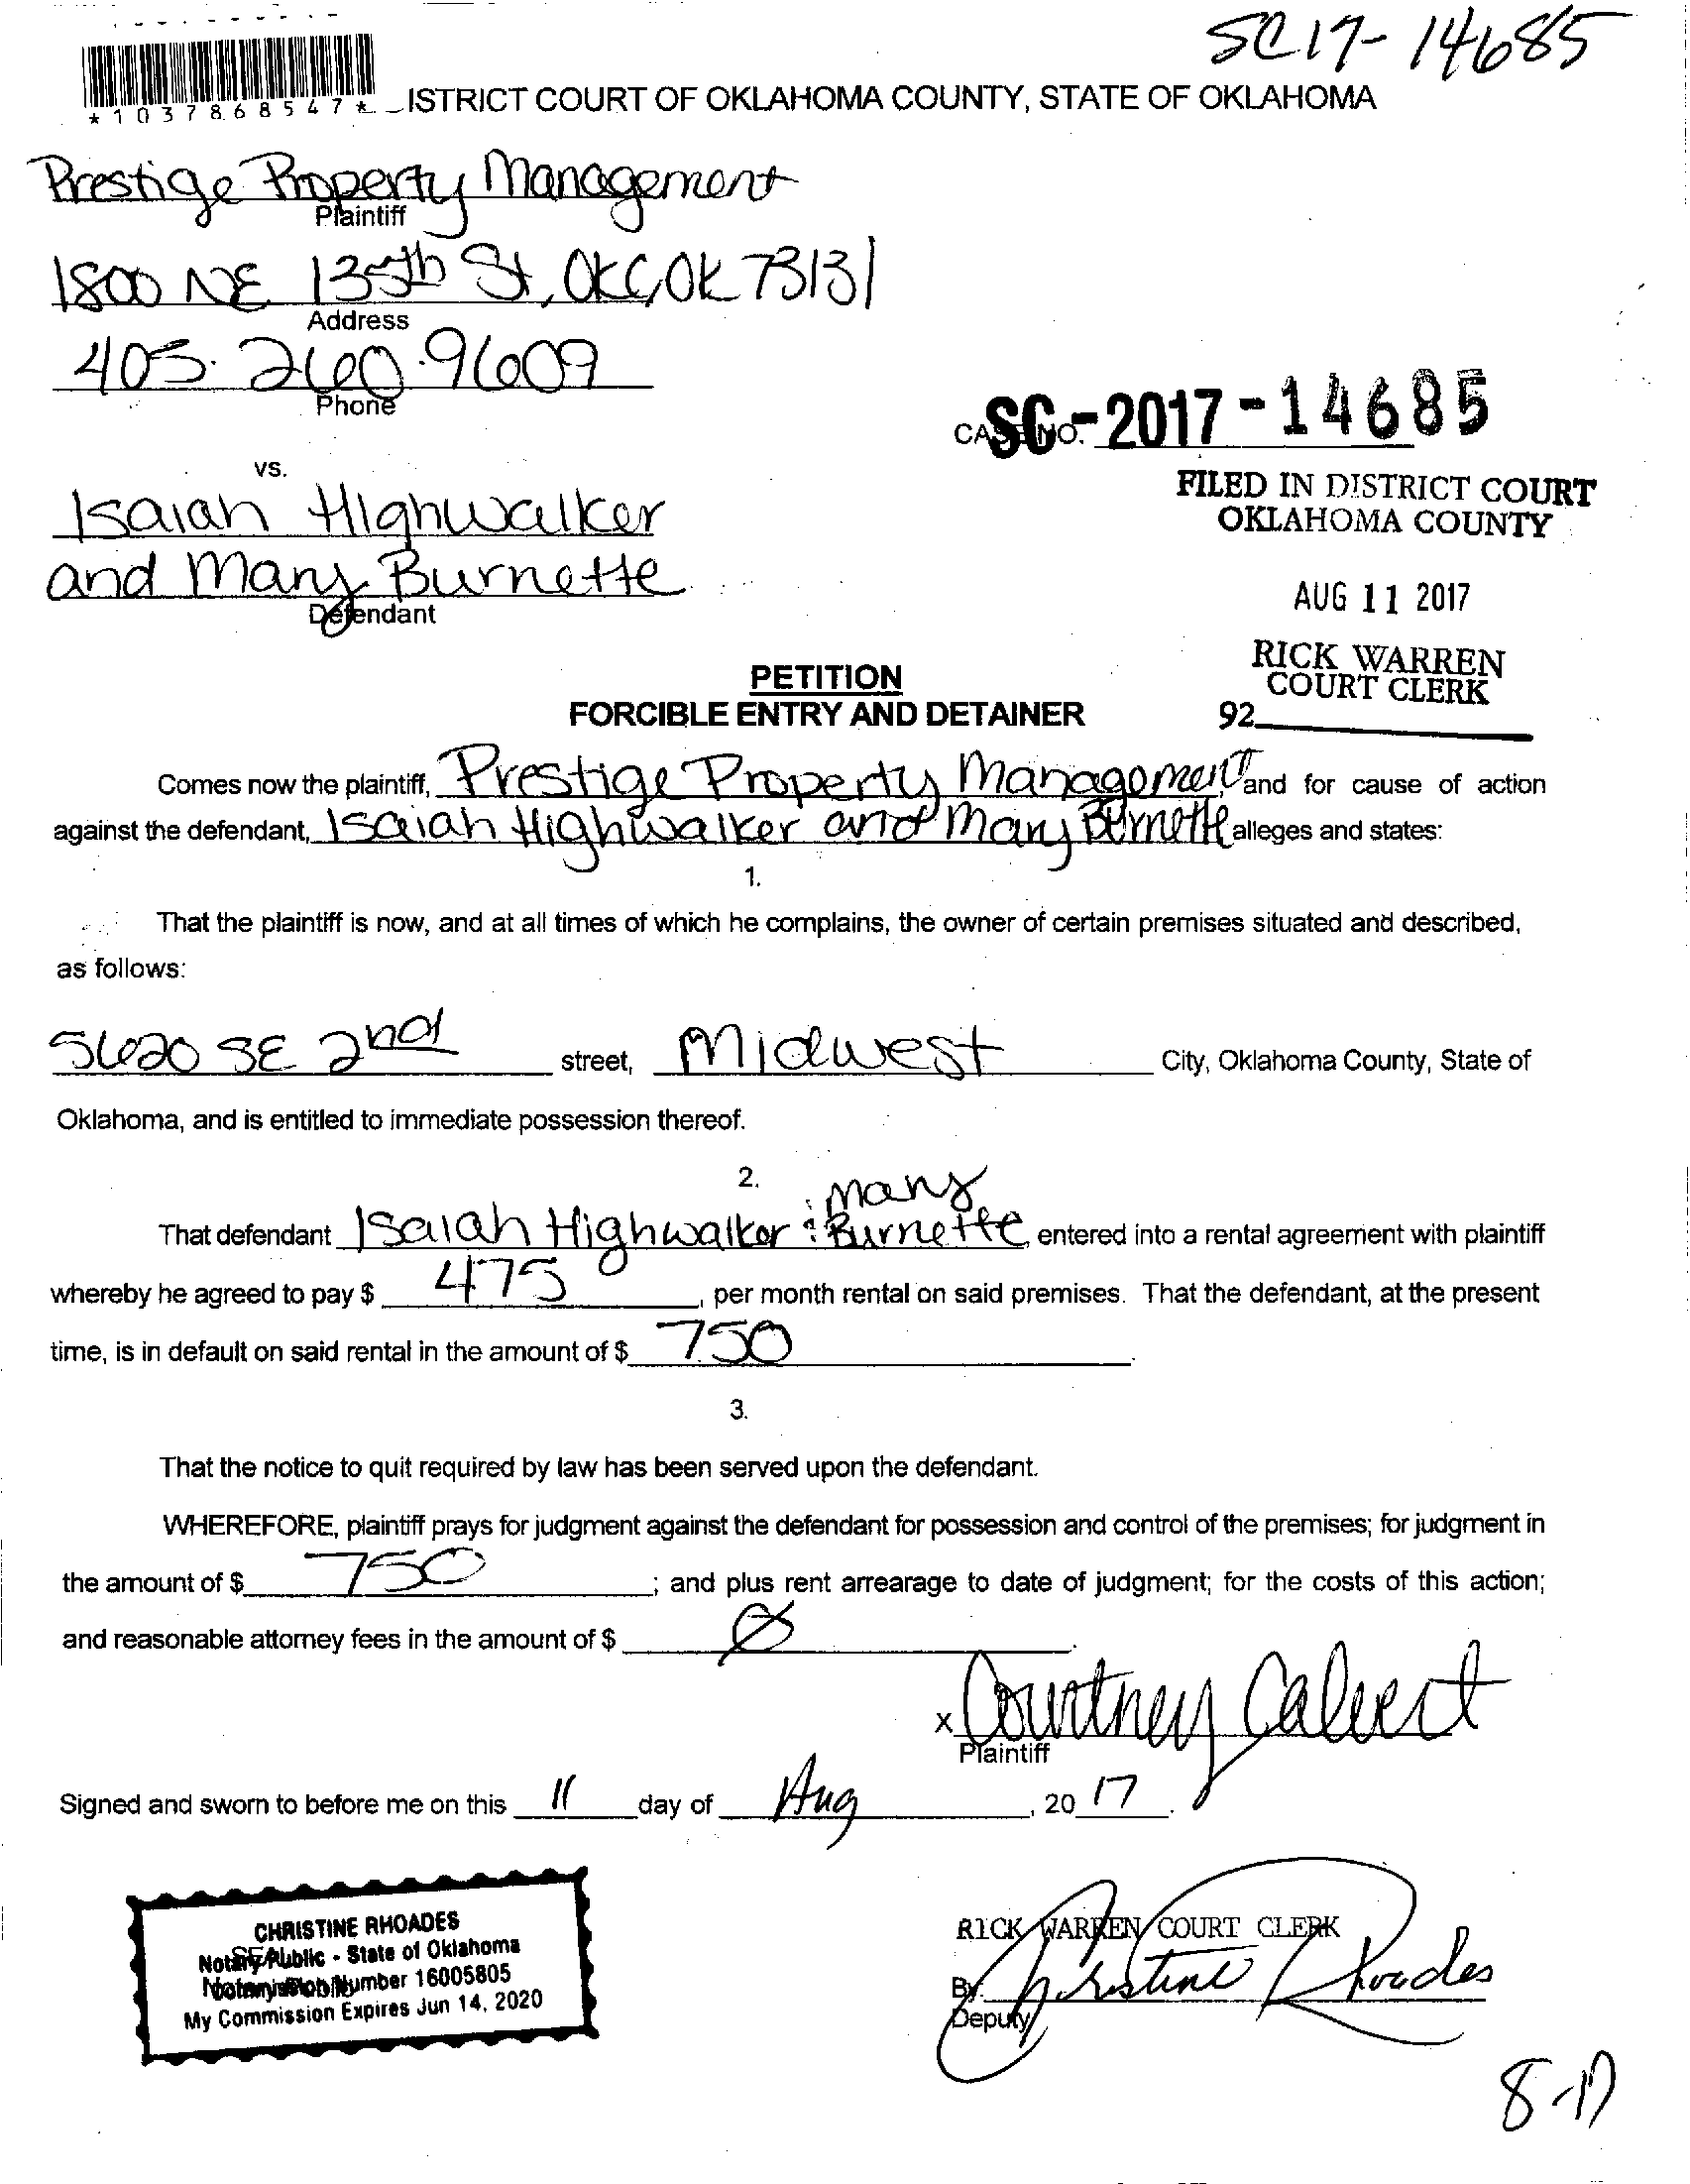 SC17-14685
*1037868547* ISTRICT COURT OF OKLAHOMA COUNTY, STATE OF OKLAHOMA
Prestige Property Management
Plaintiff
1800 NE 135th St, OKC, OK 73131
Address
405.260.9609
Phone
CASE NO. SC-2017-14685
vs.
Isaiah Highwalker
and Mary Burnette
Defendant
FILED IN DISTRICT COURT
OKLAHOMA COUNTY
AUG 11 2017
RICK WARREN
COURT CLERK
92
PETITION
FORCIBLE ENTRY AND DETAINER
Comes now the plaintiff, Prestige Property Management and for cause of action
against the defendant, Isaiah Highwalker and Mary Burnette alleges and states:
1.
That the plaintiff is now, and at all times of which he complains, the owner of certain premises situated and described,
as follows:
5620 SE 2nd street, Midwest City, Oklahoma County, State of
Oklahoma, and is entitled to immediate possession thereof.
2.
That defendant Isaiah Highwalker & Mary Burnette, entered into a rental agreement with plaintiff
whereby he agreed to pay $ 475, per month rental on said premises. That the defendant, at the present
time, is in default on said rental in the amount of $ 750.
3.
That the notice to quit required by law has been served upon the defendant.
WHEREFORE, plaintiff prays for judgment against the defendant for possession and control of the premises; for judgment in
the amount of $ 750; and plus rent arrearage to date of judgment; for the costs of this action;
and reasonable attorney fees in the amount of $ Ø.
x Courtney Calvert
Plaintiff
Signed and sworn to before me on this 11 day of Aug, 20 17.
CHRISTINE RHOADES
Notary Public - State of Oklahoma
Number 16005805
My Commission Expires Jun 14, 2020
RICK WARREN COURT CLERK
By Christine Rhoades
Deputy
8-17